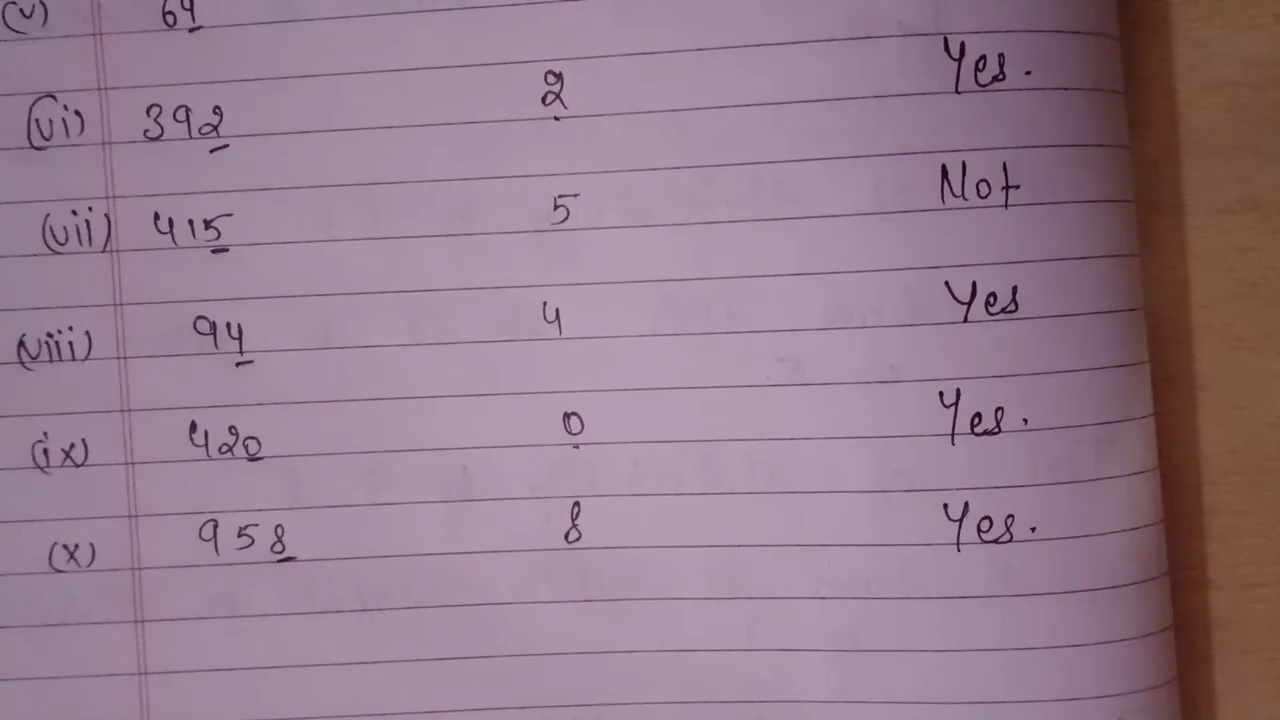 (v) 64
(vi) 392 2 Yes.
(vii) 415 5 Not
(viii) 94 4 Yes
(ix) 420 0 Yes.
(x) 958 8 Yes.